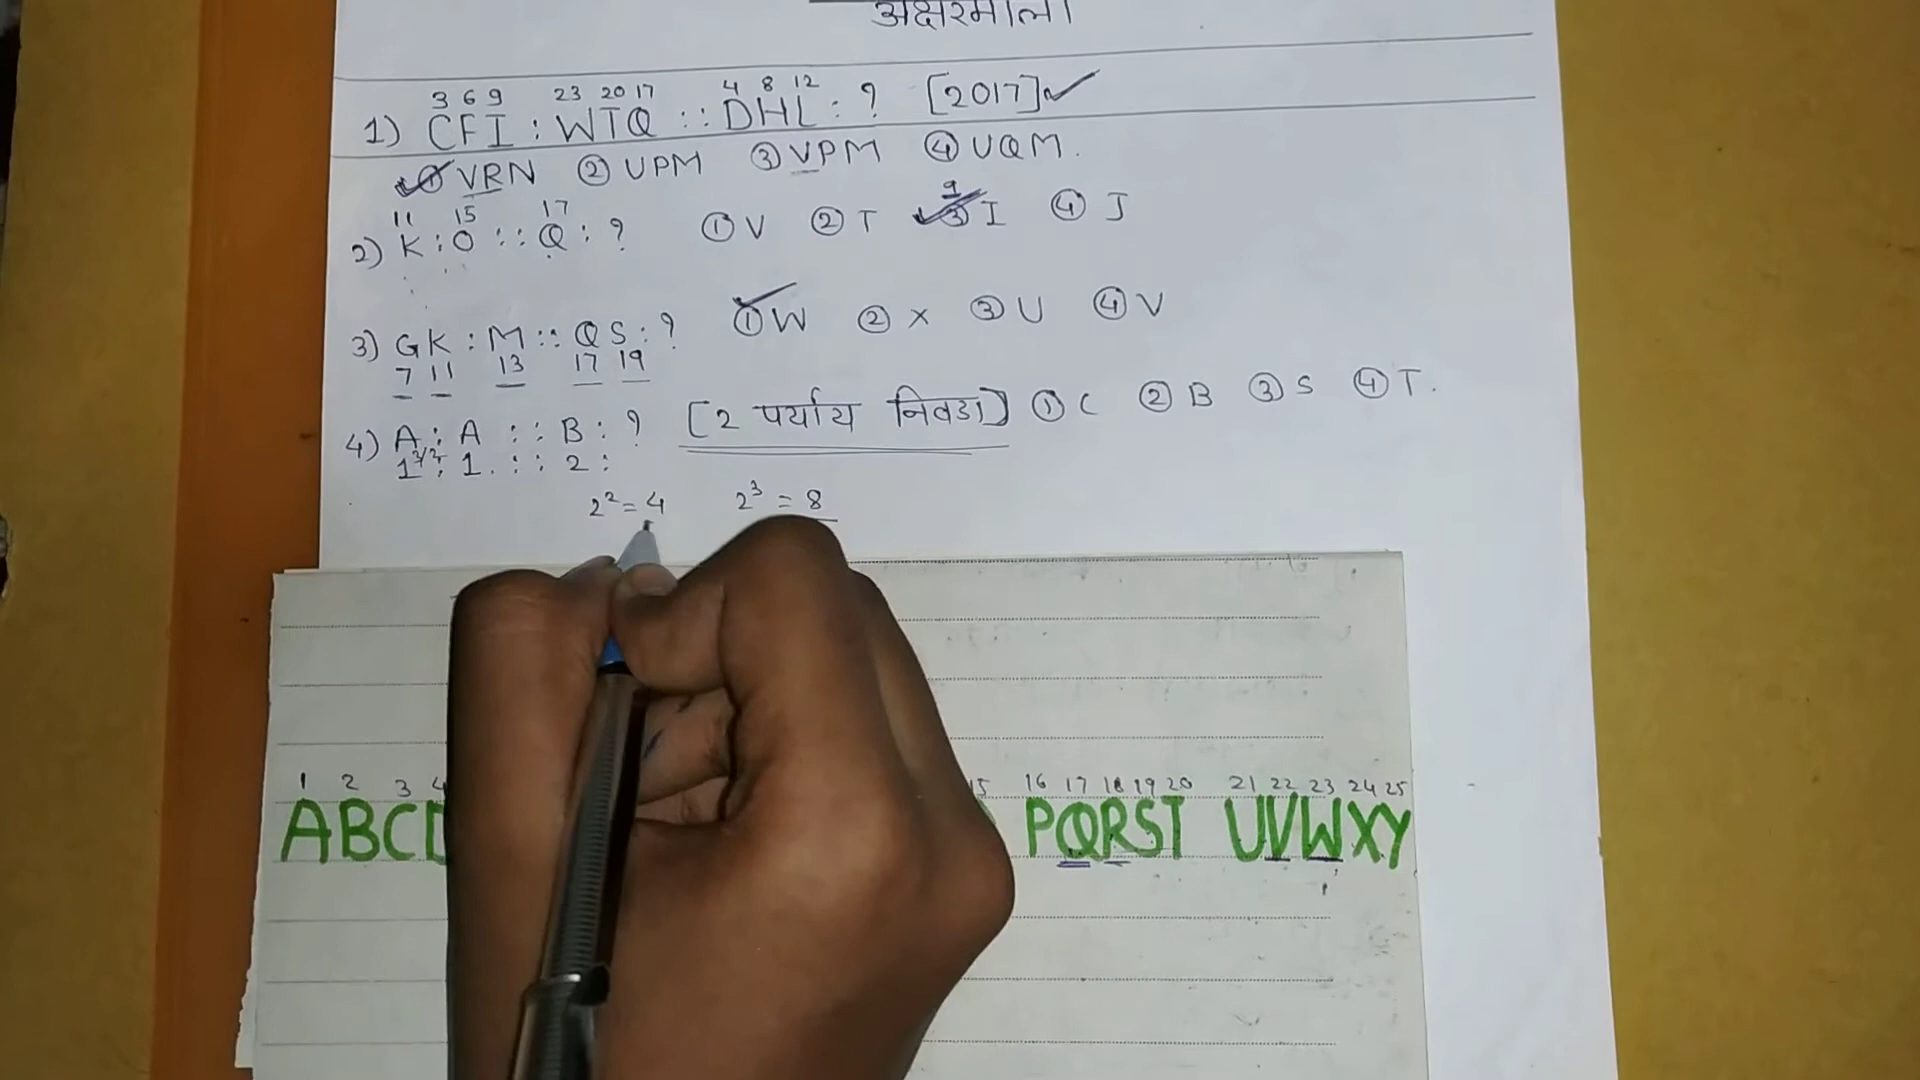 अक्षरमाला
3 6 9 23 20 17 4 8 12
1) CFI : WTQ :: DHL : ? [2017] ✓
① VRN ② UPM ③ VPM ④ UQM.
11 15 17 9
2) K : O :: Q : ? ① V ② T ③ I ④ J
3) GK : M :: QS : ? ① W ② X ③ U ④ V
7 11 13 17 19
4) A : A :: B : ? [2 पर्याय निवडा] ① C ② B ③ S ④ T.
1 : 1 :: 2 :
2² = 4 2³ = 8
1 2 3 4 15 16 17 18 19 20 21 22 23 24 25
ABCD PQRST UVWXY